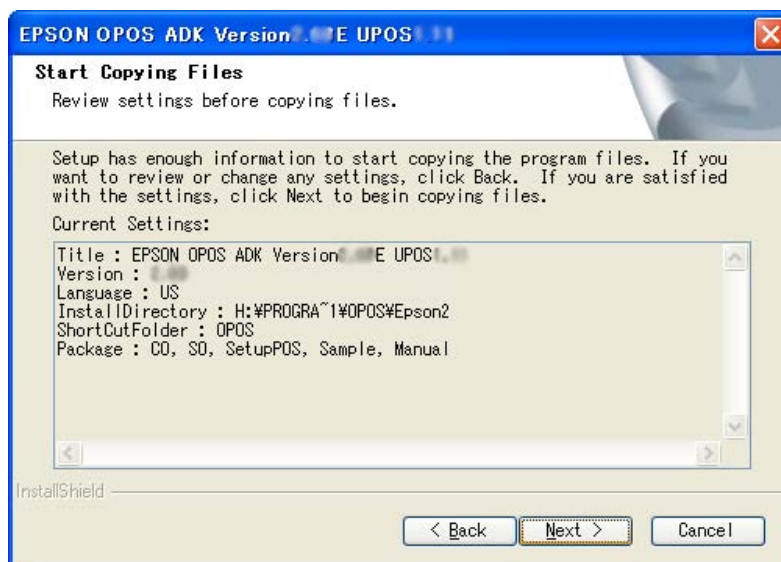 EPSON OPOS ADK Version E UPOS
Start Copying Files
Review settings before copying files.
Setup has enough information to start copying the program files. If you
want to review or change any settings, click Back. If you are satisfied
with the settings, click Next to begin copying files.
Current Settings:
Title : EPSON OPOS ADK Version E UPOS
Version :
Language : US
InstallDirectory : H:¥PROGRA~1¥OPOS¥Epson2
ShortCutFolder : OPOS
Package : CO, SO, SetupPOS, Sample, Manual
InstallShield
< Back
Next >
Cancel